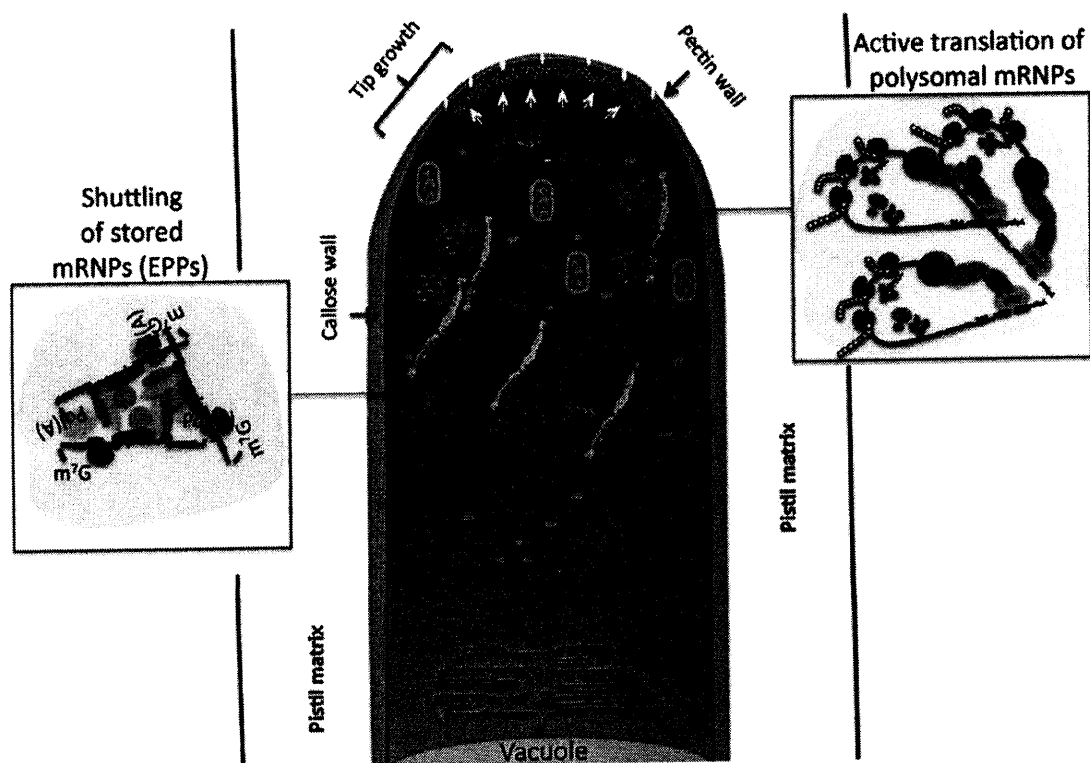 Tip growth
Pectin wall
Active translation of
polysomal mRNPs
Shuttling
of stored
mRNPs (EPPs)
Callose wall
(A)
m⁷G
(A)
m⁷G
Pistil matrix
Pistil matrix
Vacuole